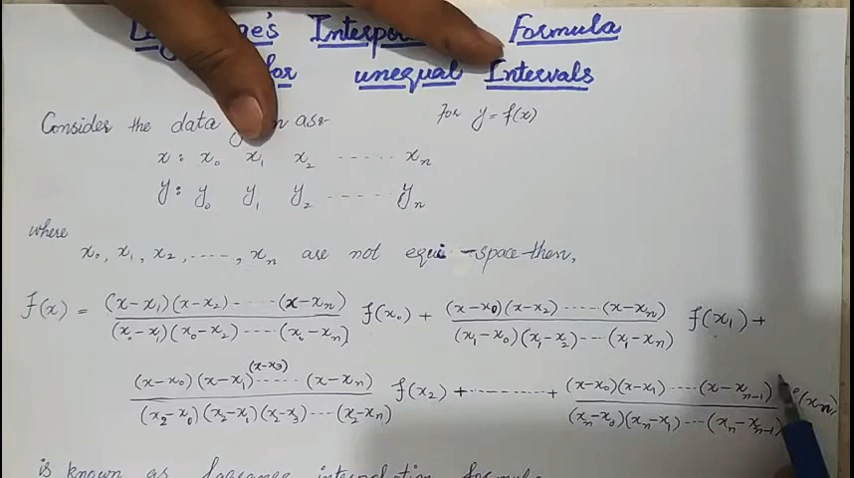 Formula
for unequal Intervals
Consider the data as:- For y = f(x)
x : x₀ x₁ x₂ ----- xₙ
y : y₀ y₁ y₂ ----- yₙ
where
x₀, x₁, x₂, ----, xₙ are not equi-space then,
f(x) = (x-x₁)(x-x₂)-----(x-xₙ) / (x₀-x₁)(x₀-x₂)----(x₀-xₙ) f(x₀) + (x-x₀)(x-x₂).....(x-xₙ) / (x₁-x₀)(x₁-x₂)---(x₁-xₙ) f(x₁) +
(x-x₀)(x-x₁)(x-x₃)......(x-xₙ) / (x₂-x₀)(x₂-x₁)(x₂-x₃)...(x₂-xₙ) f(x₂) + -------- + (x-x₀)(x-x₁)....(x-xₙ₋₁) / (xₙ-x₀)(xₙ-x₁)---(xₙ-xₙ₋₁) (xₙ)
is known as interpolation formula